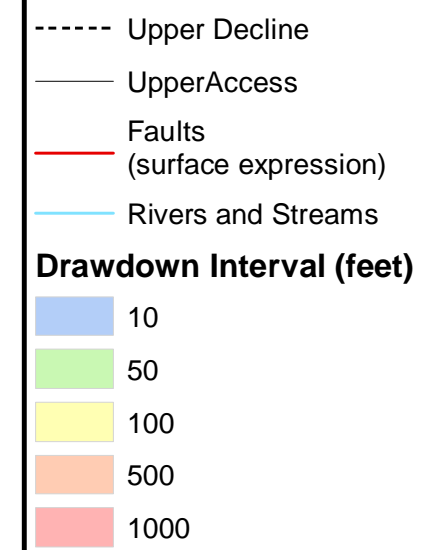 Upper Decline
UpperAccess
Faults
(surface expression)
Rivers and Streams
Drawdown Interval (feet)
10
50
100
500
1000